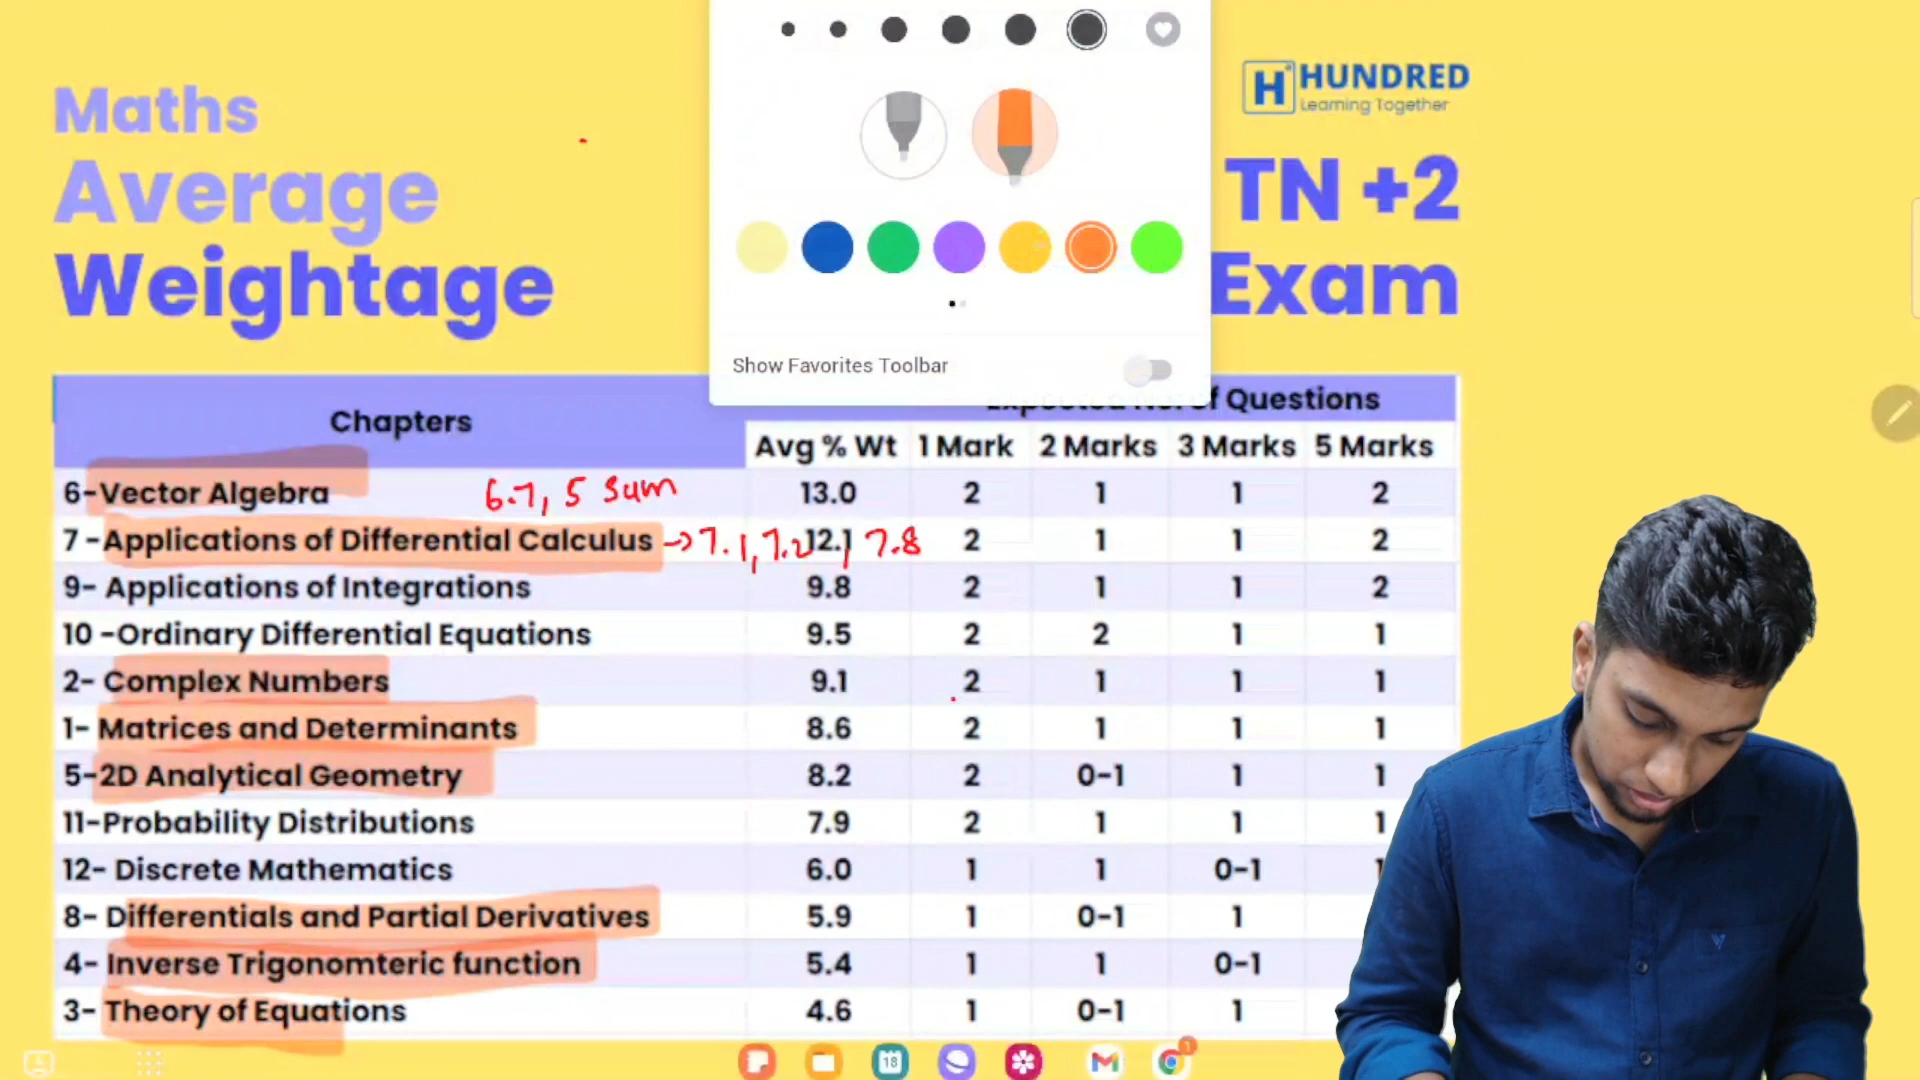 Maths
Average
Weightage
HUNDRED
Learning Together
TN +2
Exam
Show Favorites Toolbar
Chapters
of Questions
Avg % Wt 1 Mark 2 Marks 3 Marks 5 Marks
6-Vector Algebra 6.7, 5 sum 13.0 2 1 1 2
7 -Applications of Differential Calculus →7.1,7.2 12.1 , 7.8 2 1 1 2
9- Applications of Integrations 9.8 2 1 1 2
10 -Ordinary Differential Equations 9.5 2 2 1 1
2- Complex Numbers 9.1 2 1 1 1
1- Matrices and Determinants 8.6 2 1 1 1
5-2D Analytical Geometry 8.2 2 0-1 1 1
11-Probability Distributions 7.9 2 1 1 1
12- Discrete Mathematics 6.0 1 1 0-1 1
8- Differentials and Partial Derivatives 5.9 1 0-1 1
4- Inverse Trigonomteric function 5.4 1 1 0-1
3- Theory of Equations 4.6 1 0-1 1
18
1